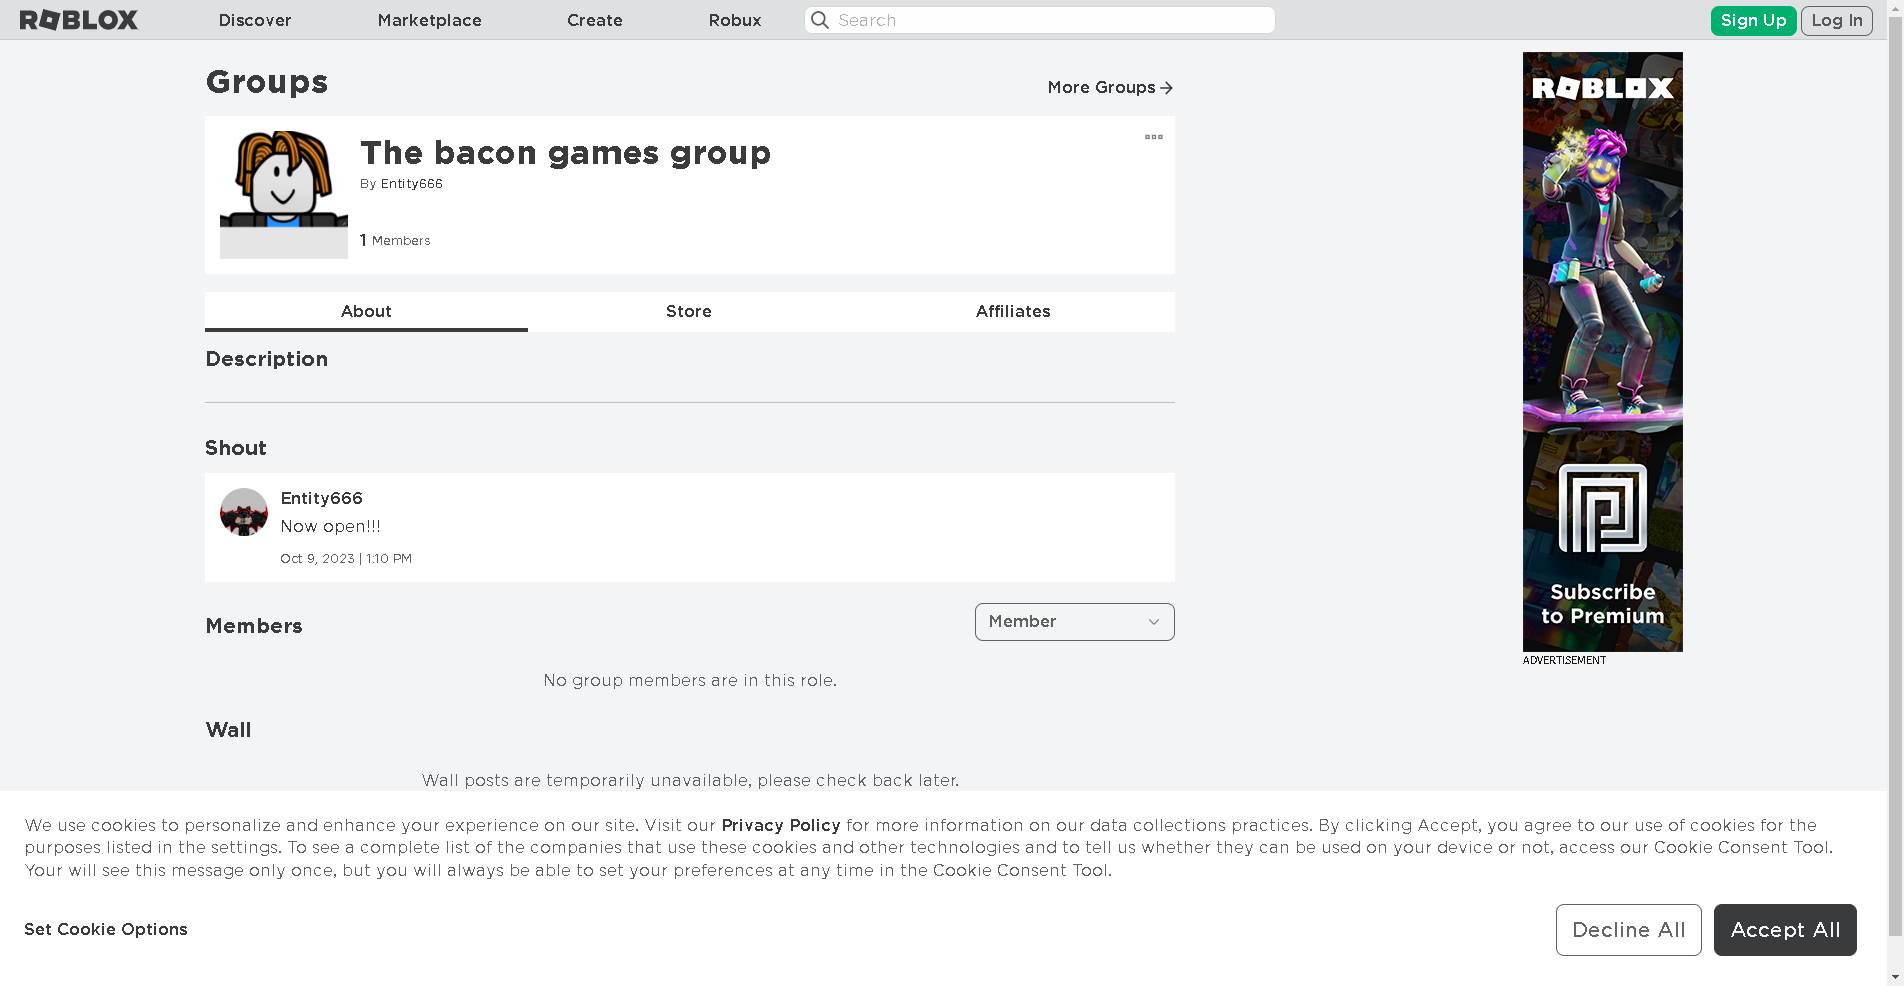 ROBLOX
Discover
Marketplace
Create
Robux
Search
Sign Up
Log In
Groups
More Groups
The bacon games group
By Entity666
1 Members
About
Store
Affiliates
Description
Shout
Entity666
Now open!!!
Oct 9, 2023 | 1:10 PM
Members
Member
No group members are in this role.
Wall
Wall posts are temporarily unavailable, please check back later.
ROBLOX
Subscribe
to Premium
ADVERTISEMENT
We use cookies to personalize and enhance your experience on our site. Visit our Privacy Policy for more information on our data collections practices. By clicking Accept, you agree to our use of cookies for the
purposes listed in the settings. To see a complete list of the companies that use these cookies and other technologies and to tell us whether they can be used on your device or not, access our Cookie Consent Tool.
Your will see this message only once, but you will always be able to set your preferences at any time in the Cookie Consent Tool.
Set Cookie Options
Decline All
Accept All